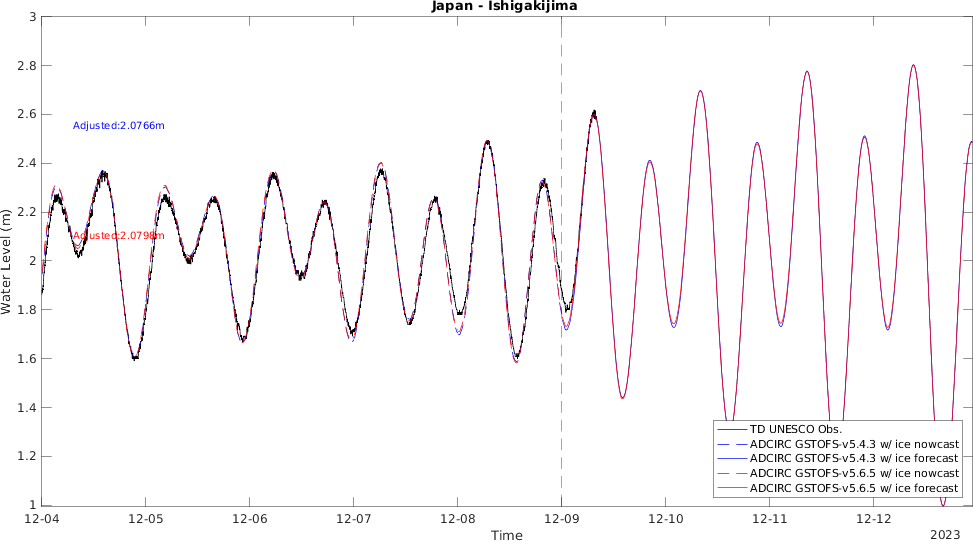 Japan - Ishigakijima
3
2.8
2.6
2.4
2.2
2
1.8
1.6
1.4
1.2
1
Water Level (m)
Adjusted:2.0766m
Adjusted:2.0798m
TD UNESCO Obs.
ADCIRC GSTOFS-v5.4.3 w/ ice nowcast
ADCIRC GSTOFS-v5.4.3 w/ ice forecast
ADCIRC GSTOFS-v5.6.5 w/ ice nowcast
ADCIRC GSTOFS-v5.6.5 w/ ice forecast
12-04 12-05 12-06 12-07 12-08 12-09 12-10 12-11 12-12
Time
2023